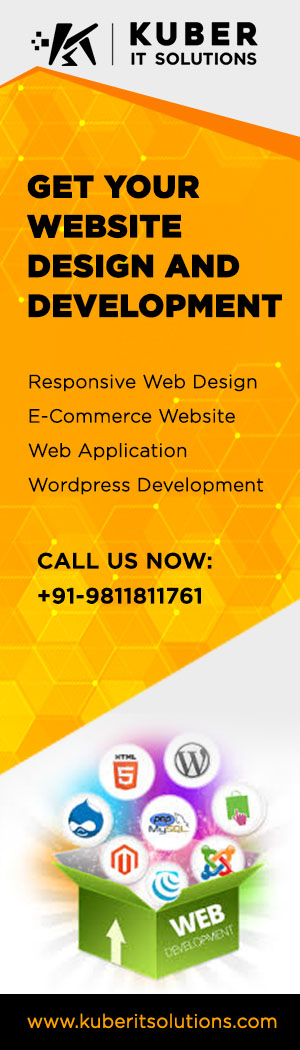 KUBER
IT SOLUTIONS
GET YOUR
WEBSITE
DESIGN AND
DEVELOPMENT
Responsive Web Design
E-Commerce Website
Web Application
Wordpress Development
CALL US NOW:
+91-9811811761
HTML
5
W
php
MySQL
WEB
DEVELOPMENT
www.kuberitsolutions.com